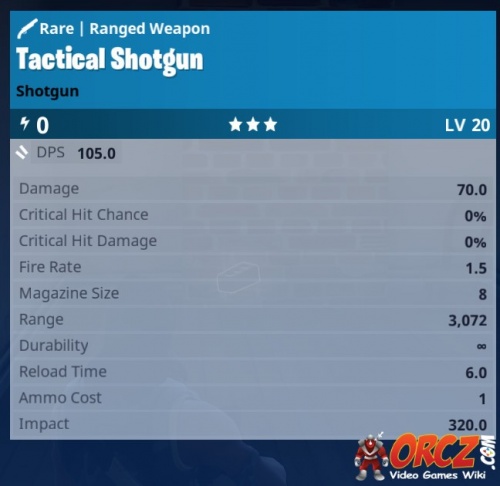 Rare | Ranged Weapon
Tactical Shotgun
Shotgun
0 ★★★ LV 20
DPS 105.0
Damage 70.0
Critical Hit Chance 0%
Critical Hit Damage 0%
Fire Rate 1.5
Magazine Size 8
Range 3,072
Durability ∞
Reload Time 6.0
Ammo Cost 1
Impact 320.0
ORCZ.COM
Video Games Wiki